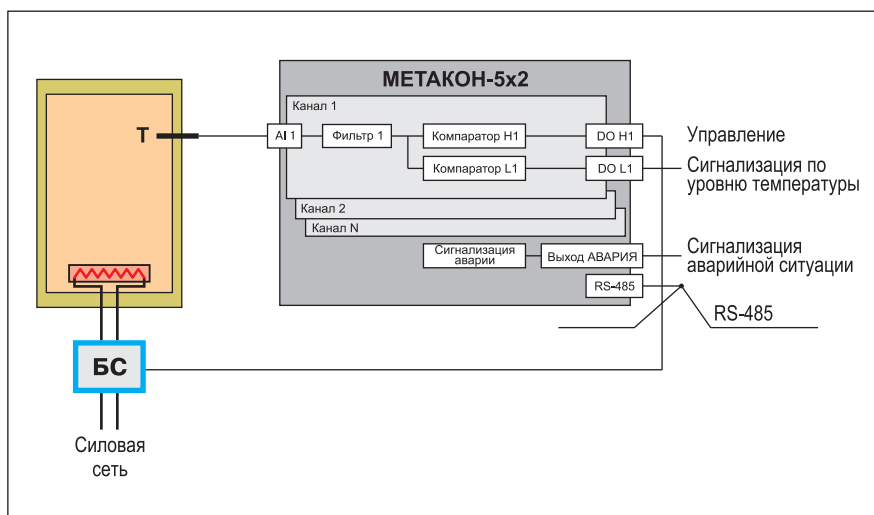 МЕТАКОН-5х2
Канал 1
Т
AI 1
Фильтр 1
Компаратор H1
DO H1
Управление
Компаратор L1
DO L1
Сигнализация по
уровню температуры
Канал 2
Канал N
Сигнализация
аварии
Выход АВАРИЯ
Сигнализация
аварийной ситуации
RS-485
RS-485
БС
Силовая
сеть